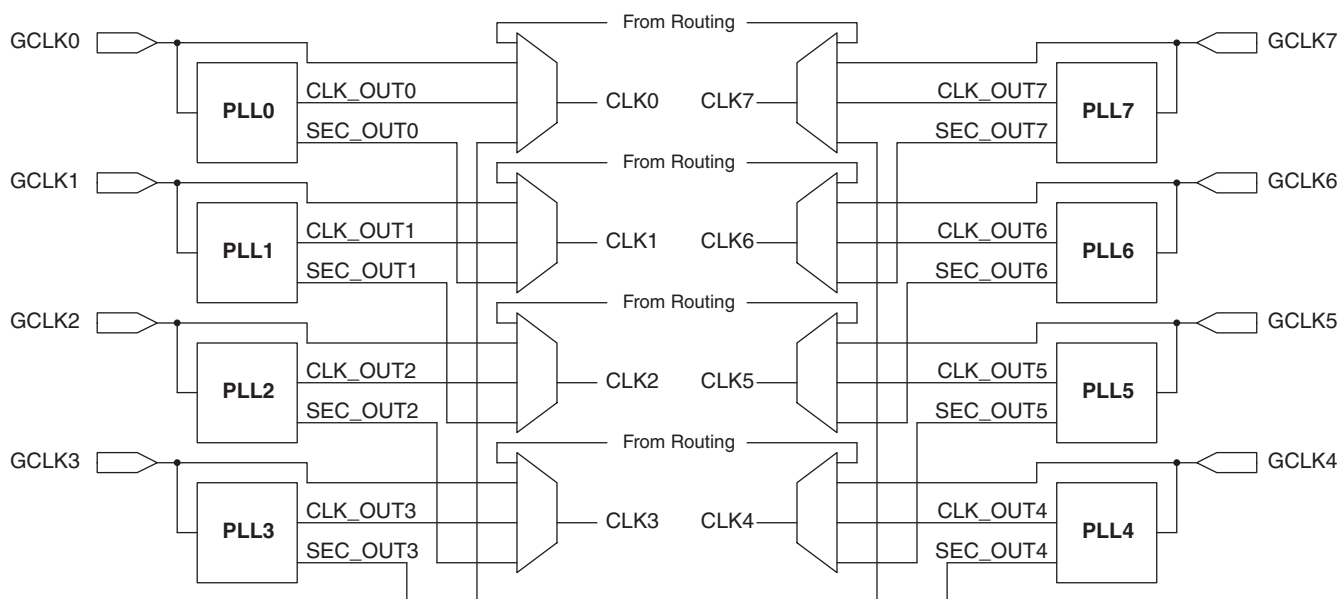 From Routing
GCLK0 GCLK7
CLK_OUT0 CLK_OUT7
PLL0 CLK0 CLK7 PLL7
SEC_OUT0 SEC_OUT7
From Routing
GCLK1 GCLK6
CLK_OUT1 CLK_OUT6
PLL1 CLK1 CLK6 PLL6
SEC_OUT1 SEC_OUT6
From Routing
GCLK2 GCLK5
CLK_OUT2 CLK_OUT5
PLL2 CLK2 CLK5 PLL5
SEC_OUT2 SEC_OUT5
From Routing
GCLK3 GCLK4
CLK_OUT3 CLK_OUT4
PLL3 CLK3 CLK4 PLL4
SEC_OUT3 SEC_OUT4